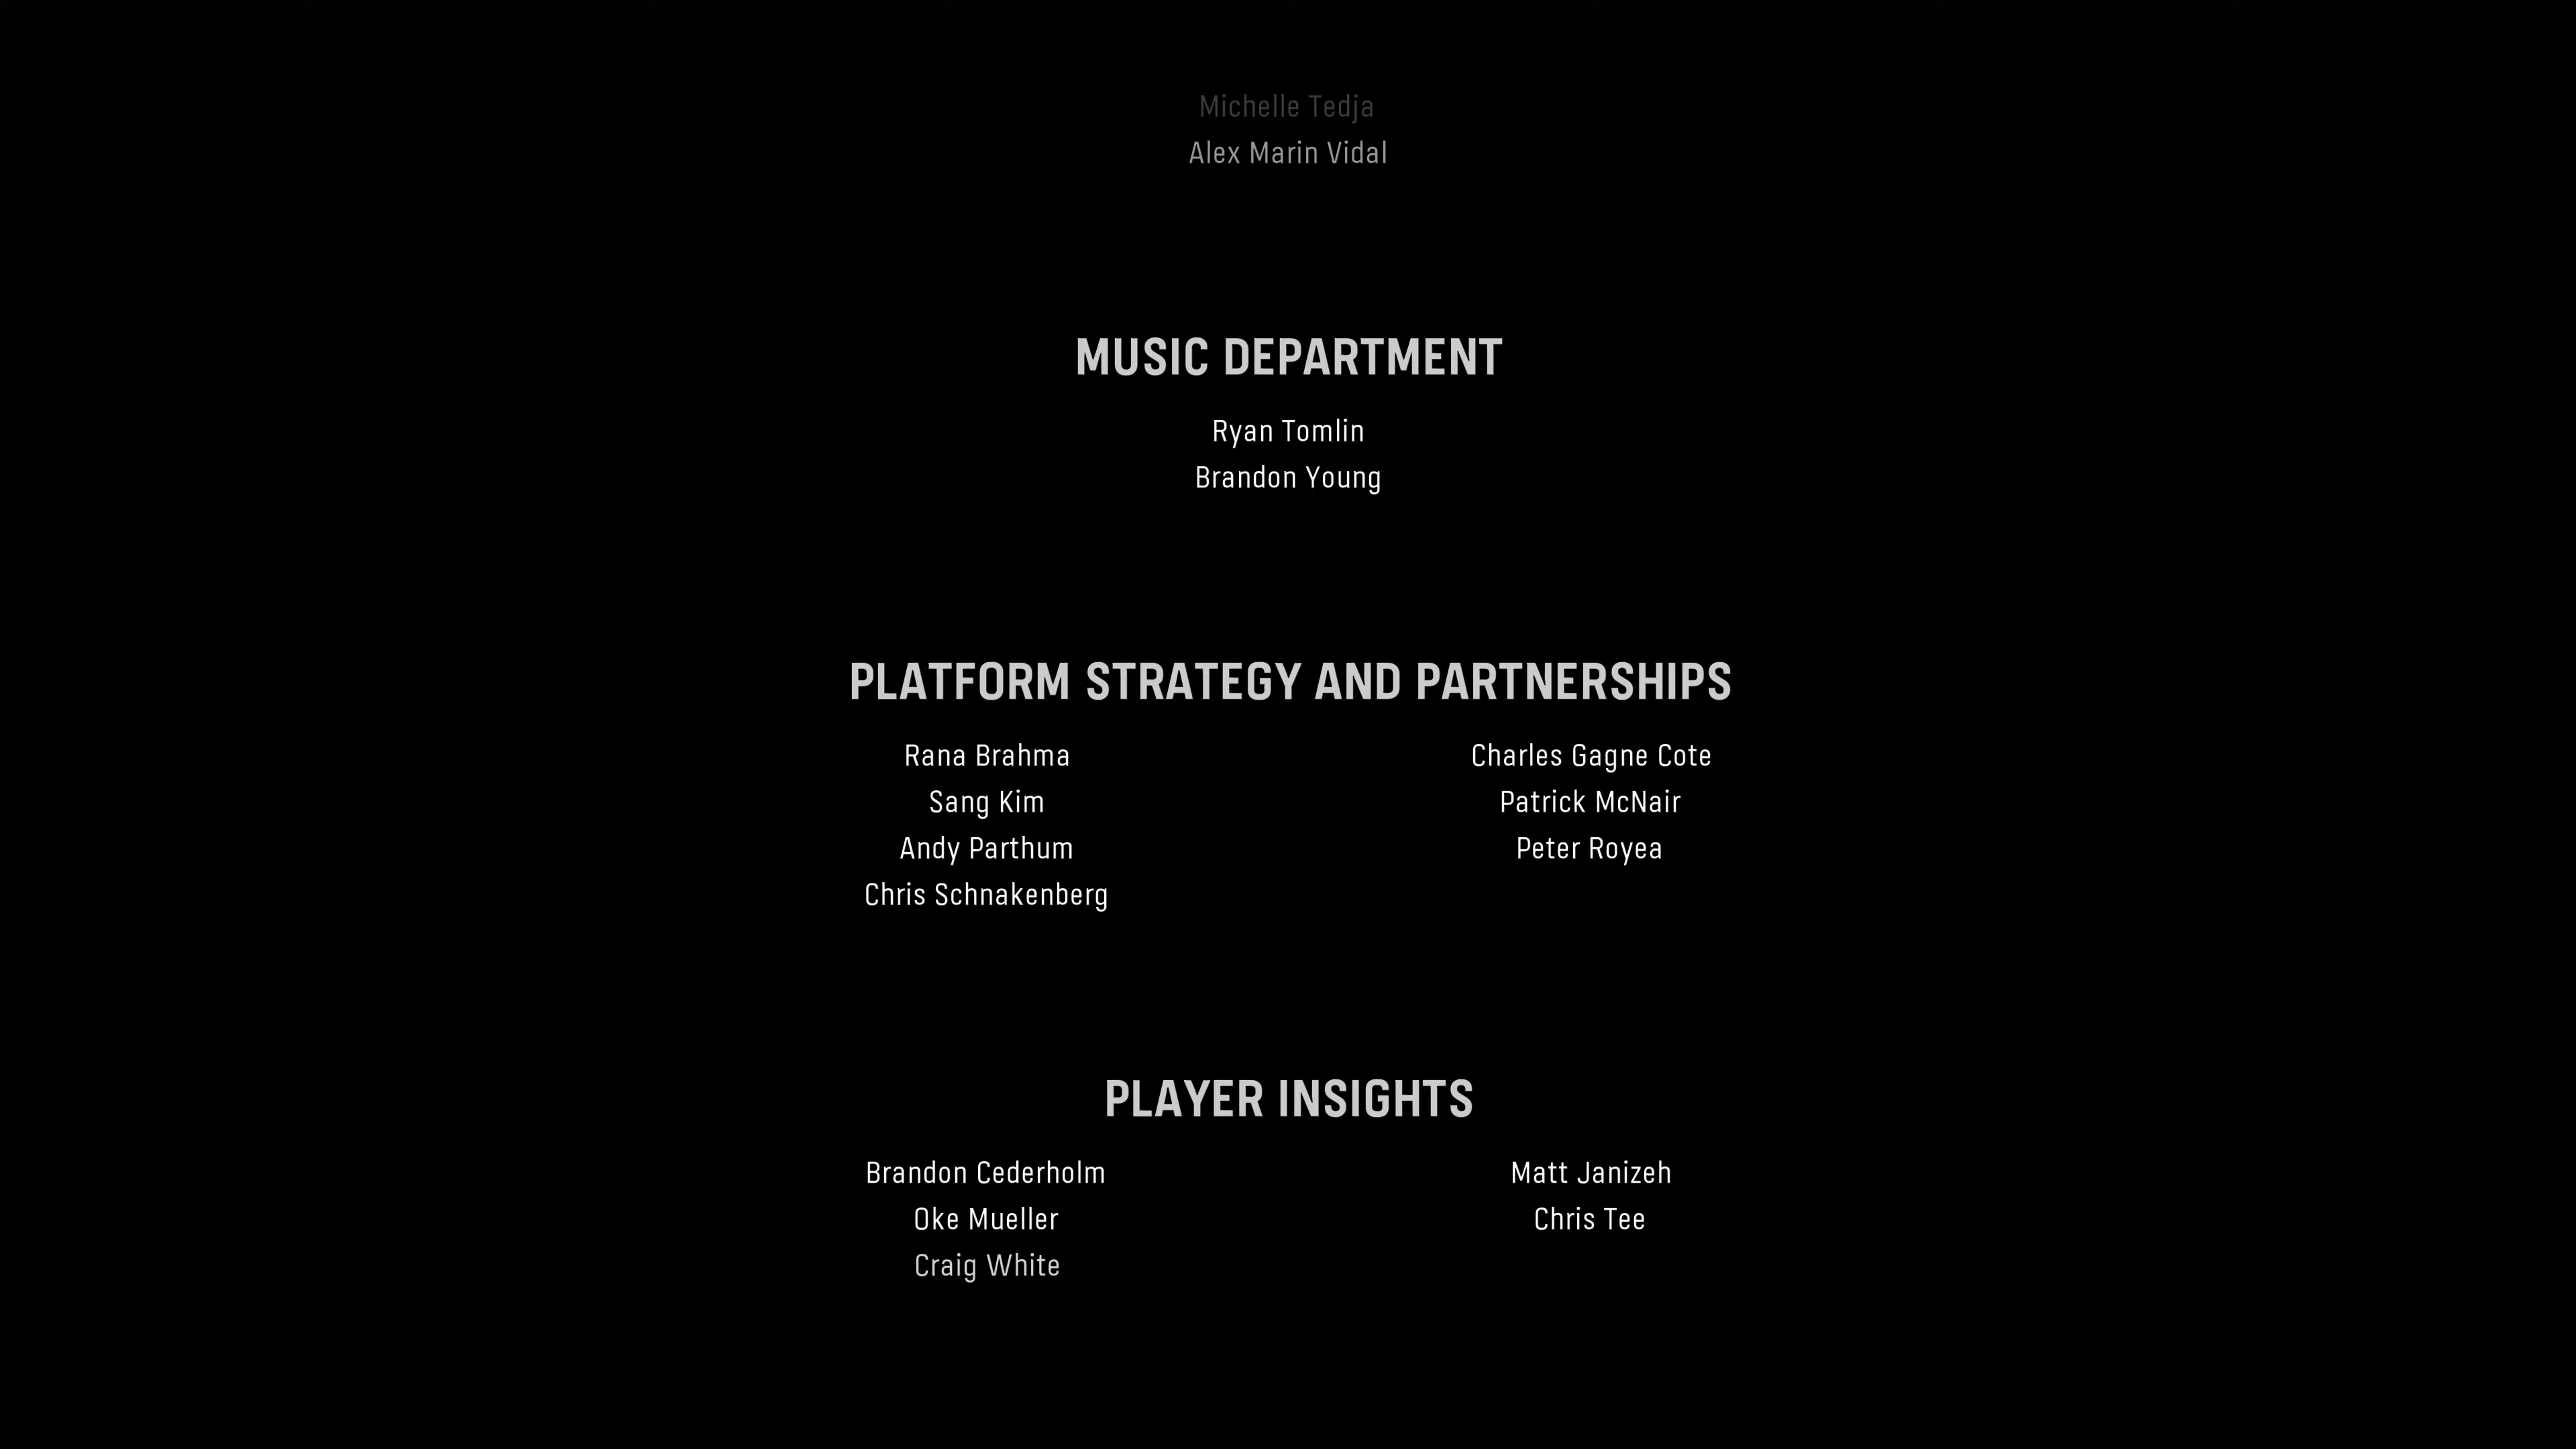 Michelle Tedja
Alex Marin Vidal
MUSIC DEPARTMENT
Ryan Tomlin
Brandon Young
PLATFORM STRATEGY AND PARTNERSHIPS
Rana Brahma
Charles Gagne Cote
Sang Kim
Patrick McNair
Andy Parthum
Peter Royea
Chris Schnakenberg
PLAYER INSIGHTS
Brandon Cederholm
Matt Janizeh
Oke Mueller
Chris Tee
Craig White